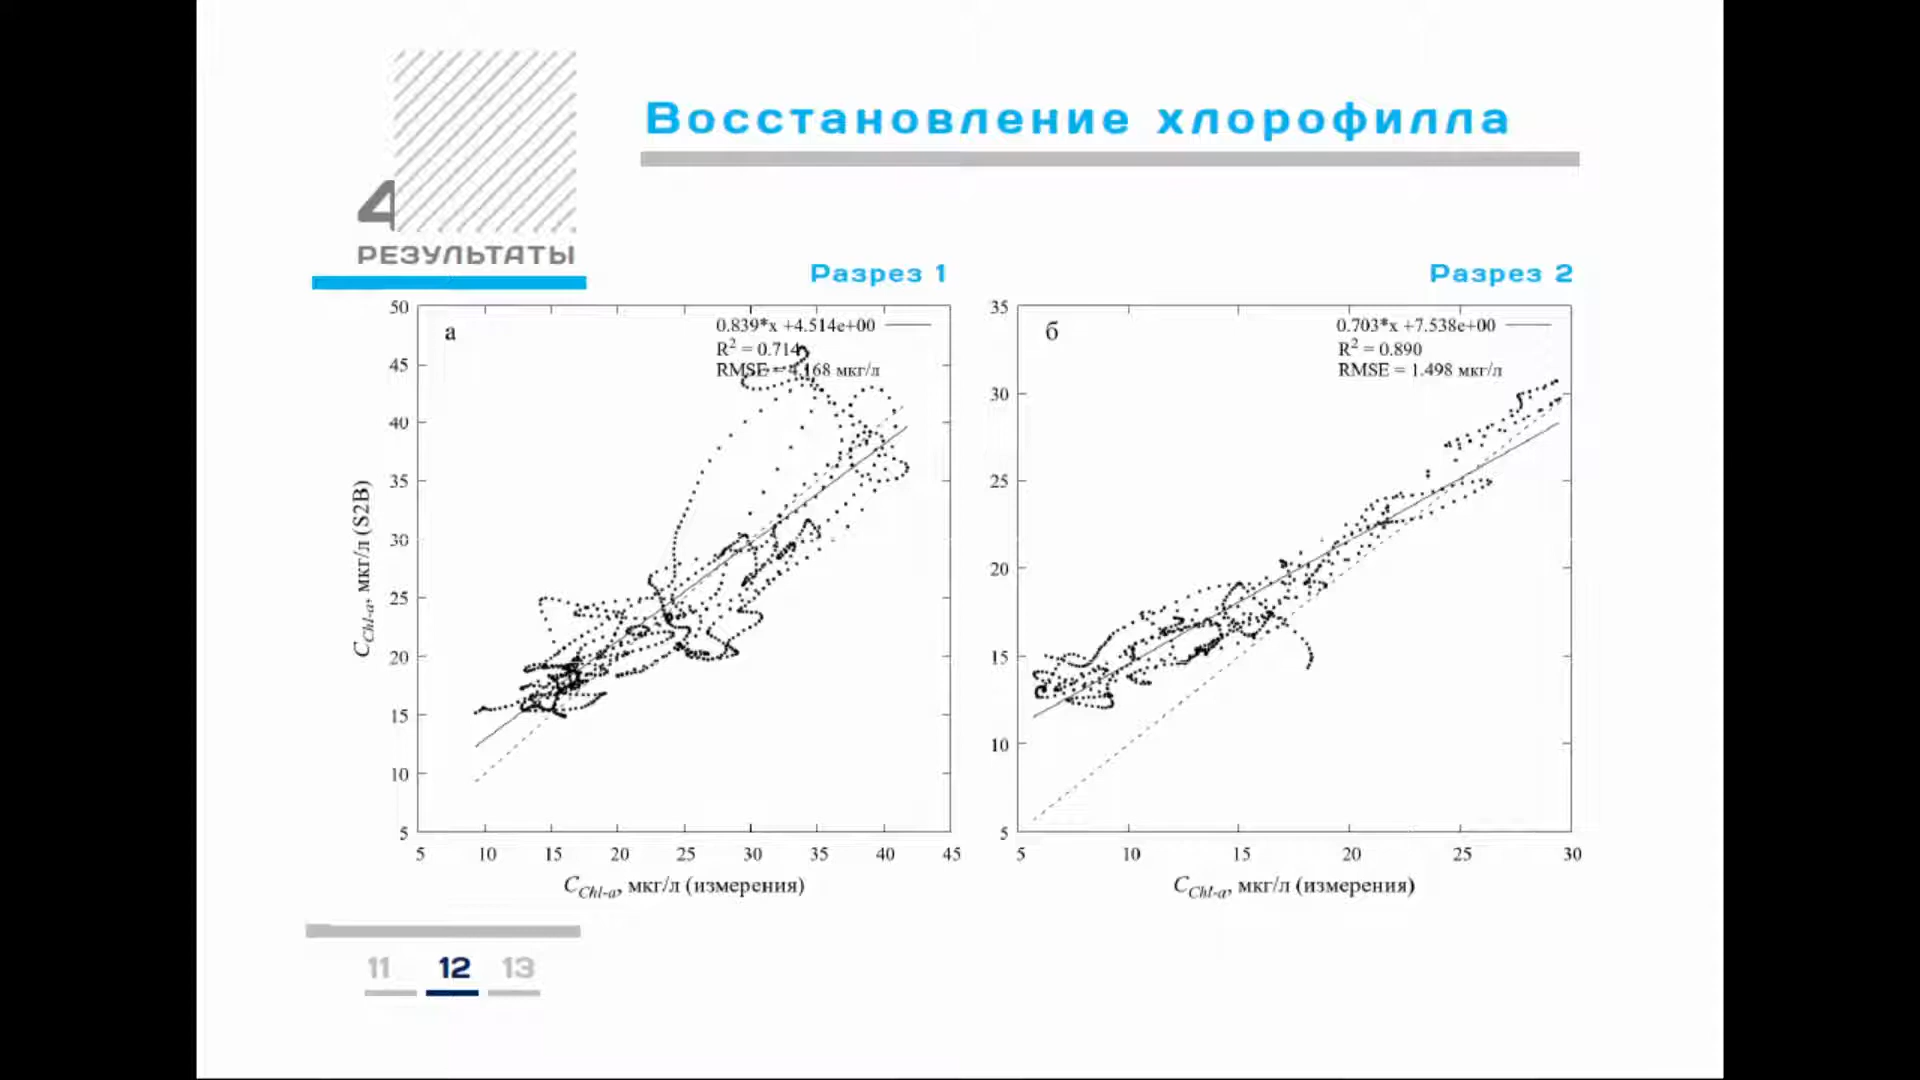 Восстановление хлорофилла
4
РЕЗУЛЬТАТЫ
Разрез 1
Разрез 2
50
45
40
35
30
25
20
15
10
5
a
0.839*x +4.514e+00
R² = 0.714
RMSE = 4.168 мкг/л
C_Chl-a, мкг/л (S2B)
5 10 15 20 25 30 35 40 45
C_Chl-a, мкг/л (измерения)
35
30
25
20
15
10
5
б
0.703*x +7.538e+00
R² = 0.890
RMSE = 1.498 мкг/л
5 10 15 20 25 30
C_Chl-a, мкг/л (измерения)
11 12 13